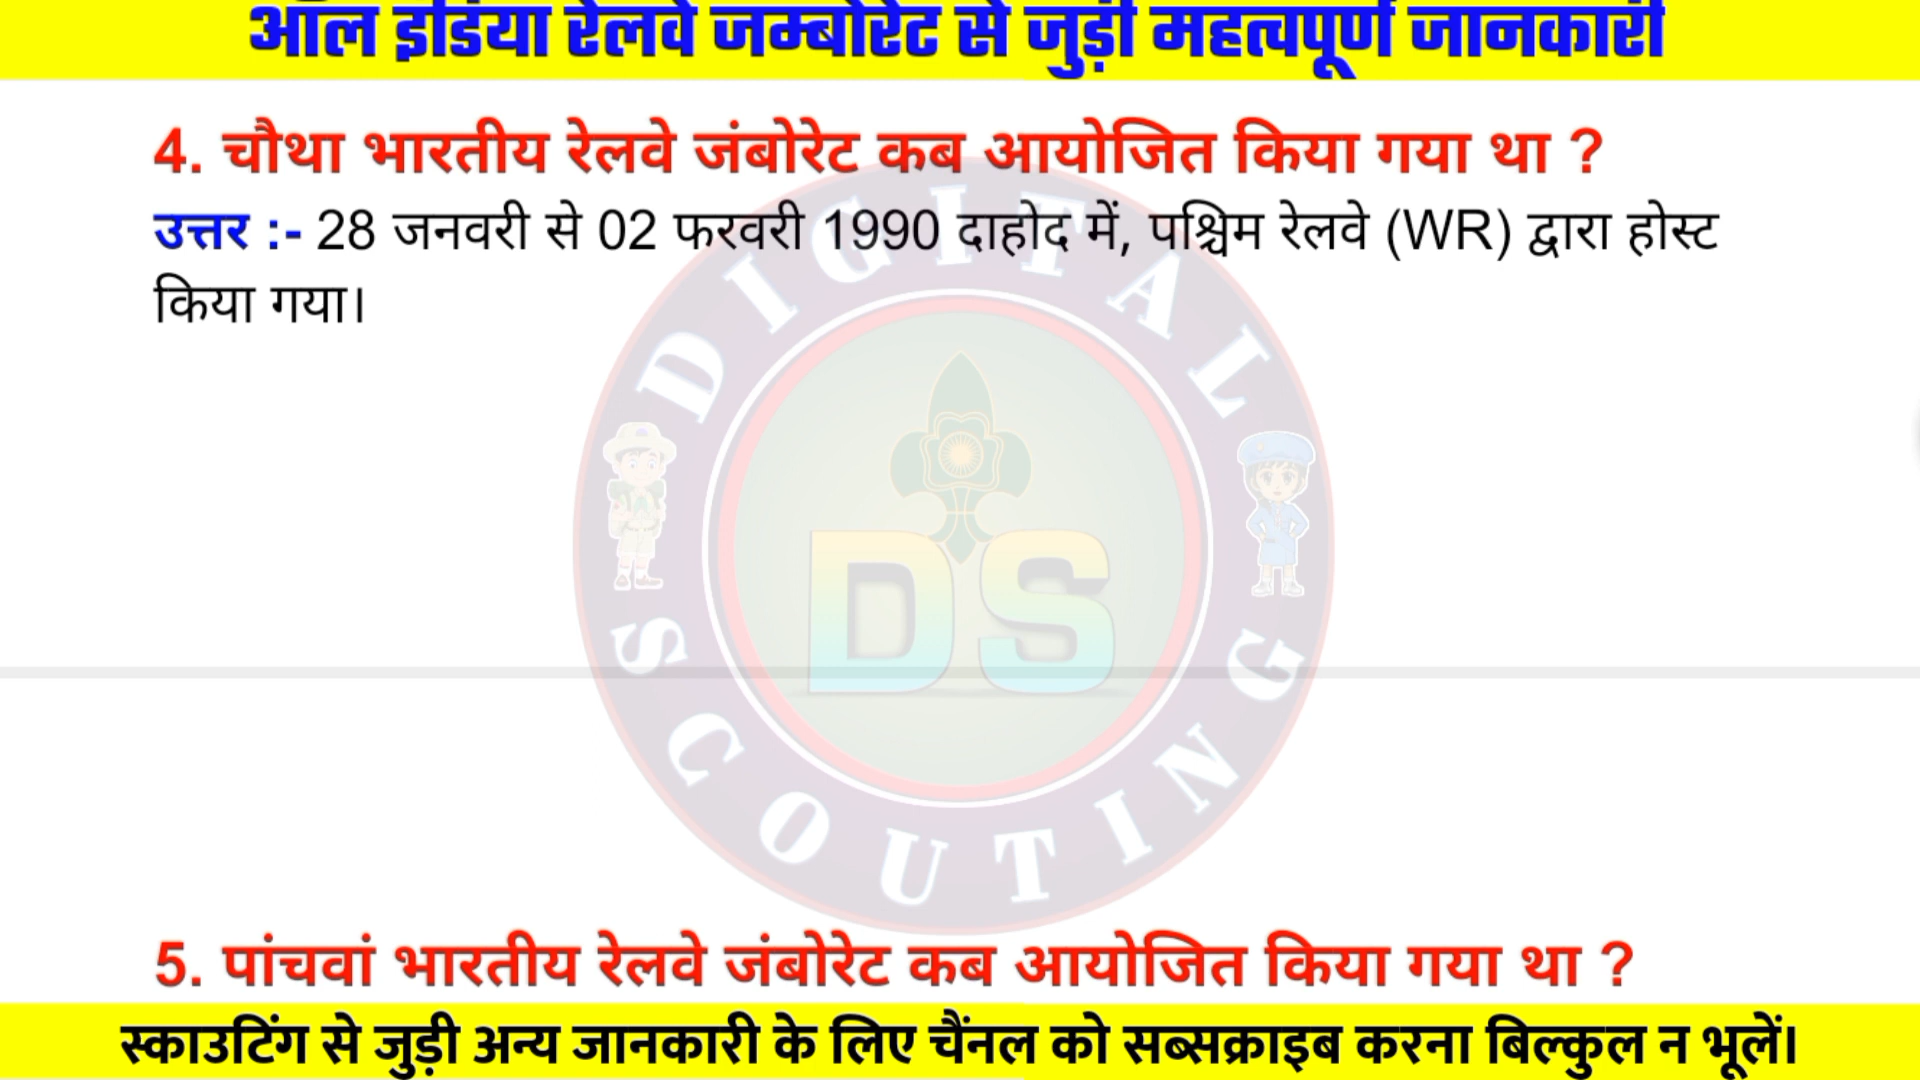 ऑल इंडिया रेलवे जम्बोरेट से जुड़ी महत्वपूर्ण जानकारी
4. चौथा भारतीय रेलवे जंबोरेट कब आयोजित किया गया था ?
उत्तर :- 28 जनवरी से 02 फरवरी 1990 दाहोद में, पश्चिम रेलवे (WR) द्वारा होस्ट
किया गया।
DIGITAL
DS
SCOUTING
5. पांचवां भारतीय रेलवे जंबोरेट कब आयोजित किया गया था ?
स्काउटिंग से जुड़ी अन्य जानकारी के लिए चैंनल को सब्सक्राइब करना बिल्कुल न भूलें।